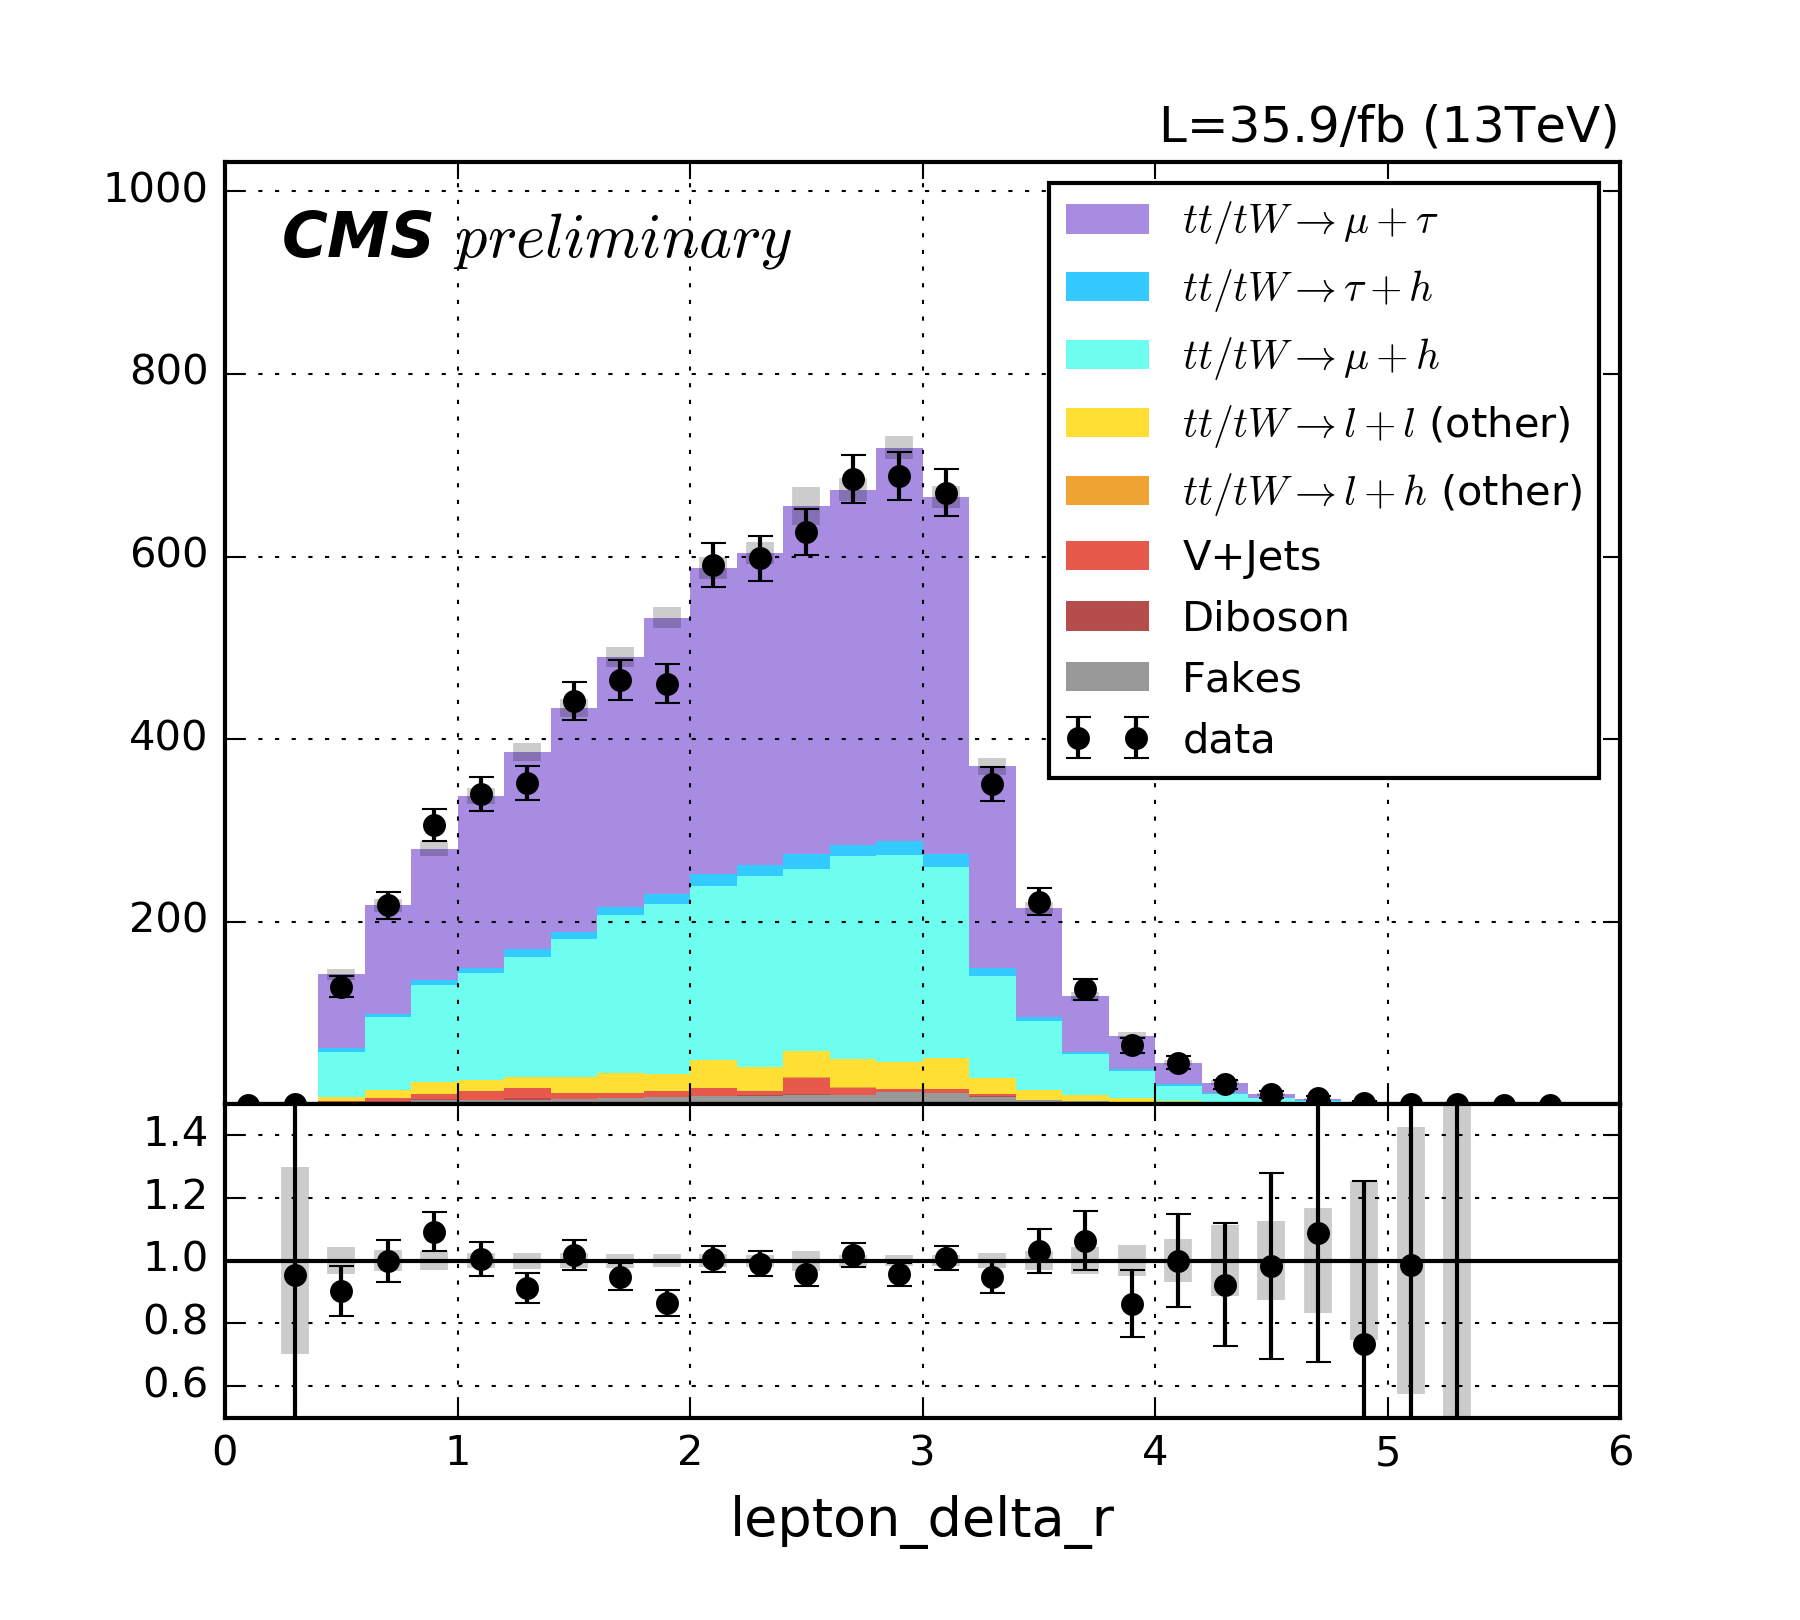 L=35.9/fb (13TeV)
CMS preliminary
1000
800
600
400
200
tt/tW→μ+τ
tt/tW→τ+h
tt/tW→μ+h
tt/tW→l+l (other)
tt/tW→l+h (other)
V+Jets
Diboson
Fakes
data
1.4
1.2
1.0
0.8
0.6
0 1 2 3 4 5 6
lepton_delta_r